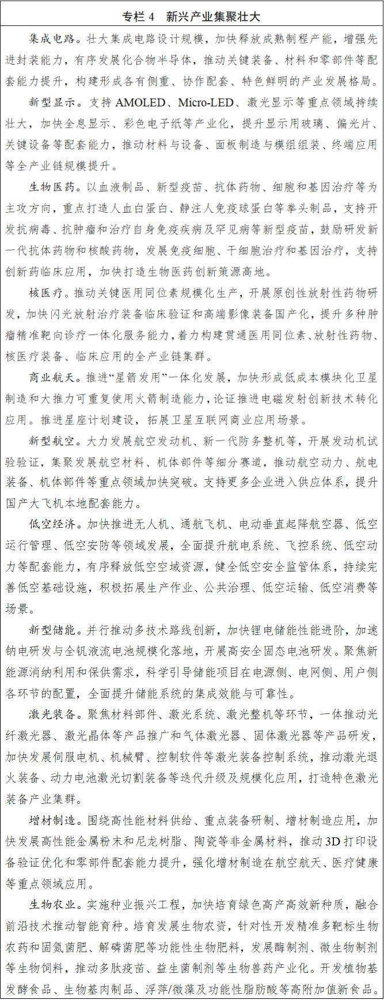 专栏 4　新兴产业集聚壮大
集成电路。壮大集成电路设计规模，加快释放成熟制程产能，增强先
进封装能力，有序发展化合物半导体，推动关键装备、材料和零部件等配
套能力提升，构建形成各有侧重、协作配套、特色鲜明的产业发展格局。
新型显示。支持 AMOLED、Micro-LED、激光显示等重点领域持续
壮大，加快全息显示、彩色电子纸等产业化，提升显示用玻璃、偏光片、
关键设备等配套能力，推动材料与设备、面板制造与模组组装、终端应用
等全产业链规模提升。
生物医药。以血液制品、新型疫苗、抗体药物、细胞和基因治疗等为
主攻方向，重点打造人血白蛋白、静注人免疫球蛋白等拳头制品，支持开
发抗病毒、抗肿瘤和治疗自身免疫疾病及罕见病等新型疫苗，鼓励研发新
一代抗体药物和核酸药物，发展免疫细胞、干细胞治疗和基因治疗，支持
创新药临床应用，加快打造生物医药创新策源高地。
核医疗。推动关键医用同位素规模化生产，开展原创性放射性药物研
发，加快闪光放射治疗装备临床验证和高端影像装备国产化，提升多种肿
瘤精准靶向诊疗一体化服务能力，着力构建贯通医用同位素、放射性药物、
核医疗装备、临床应用的全产业链集群。
商业航天。推进“星箭发用”一体化发展，加快形成低成本模块化卫星
制造和大推力可重复使用火箭制造能力，论证推进电磁发射创新技术转化
应用。推进星座计划建设，拓展卫星互联网商业应用场景。
新型航空。大力发展航空发动机、新一代防务整机等，开展发动机试
验验证，集聚发展航空材料、机体部件等细分赛道，推动航空动力、航电
装备、机体部件等重点领域加快突破。支持更多企业进入供应体系，提升
国产大飞机本地配套能力。
低空经济。加快推进无人机、通航飞机、电动垂直起降航空器、低空
运行管理、低空安防等领域发展，全面提升航电系统、飞控系统、低空动
力等配套能力，有序释放低空空域资源，健全低空安全监管体系，持续完
善低空基础设施，积极拓展生产作业、公共治理、低空运输、低空消费等
场景。
新型储能。并行推动多技术路线创新，加快锂电储能性能进阶，加速
钠电研发与全钒液流电池规模化落地，开展高安全固态电池研发。聚焦新
能源消纳利用和保供需求，科学引导储能项目在电源侧、电网侧、用户侧
各环节的配置，全面提升储能系统的集成效能与可靠性。
激光装备。聚焦材料部件、激光系统、激光整机等环节，一体推动光
纤激光器、激光晶体等产品推广和气体激光器、固体激光器等产品研发，
加快发展伺服电机、机械臂、控制软件等激光装备控制系统，推动激光退
火装备、动力电池激光切割装备等迭代升级及规模化应用，打造特色激光
装备产业集群。
增材制造。围绕高性能材料供给、重点装备研制、增材制造应用，加
快发展高性能金属粉末和尼龙树脂、陶瓷等非金属材料，推动 3D 打印设
备验证优化和零部件配套能力提升，强化增材制造在航空航天、医疗健康
等重点领域应用。
生物农业。实施种业振兴工程，加快培育绿色高产高效新种质，融合
前沿技术推动智能育种。培育发展生物农资，针对性开发精准多靶标生物
农药和固氮菌肥、解磷菌肥等功能性生物肥料，发展酶制剂、微生物制剂
等生物饲料，推动多肽疫苗、益生菌制剂等生物兽药产业化。开发植物基
发酵食品、生物基肉制品、浮萍/微藻及功能性脂肪酸等高附加值新食品。